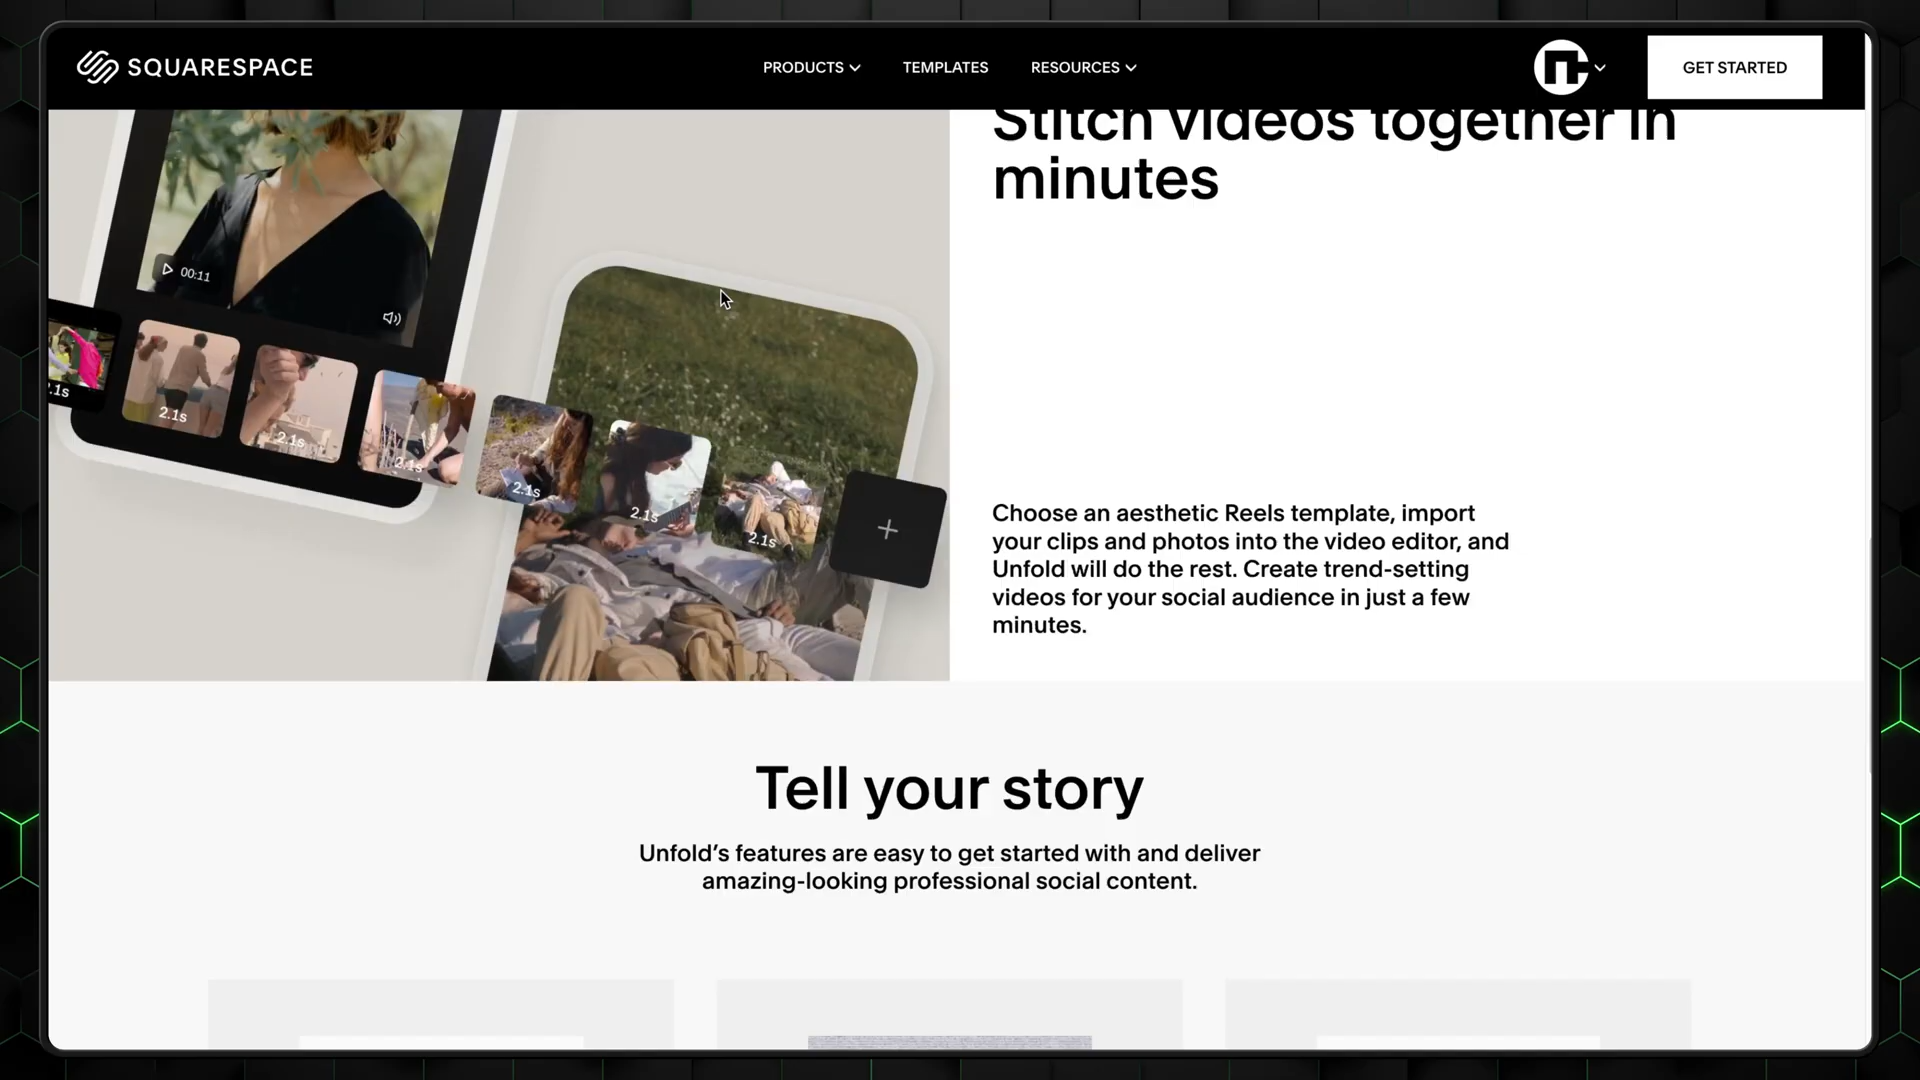 SQUARESPACE
PRODUCTS
TEMPLATES
RESOURCES
GET STARTED
Stitch videos together in
minutes
00:11
.1s
2.1s
2.1s
2.1s
2.1s
2.1s
2.1s
Choose an aesthetic Reels template, import
your clips and photos into the video editor, and
Unfold will do the rest. Create trend-setting
videos for your social audience in just a few
minutes.
Tell your story
Unfold’s features are easy to get started with and deliver
amazing-looking professional social content.